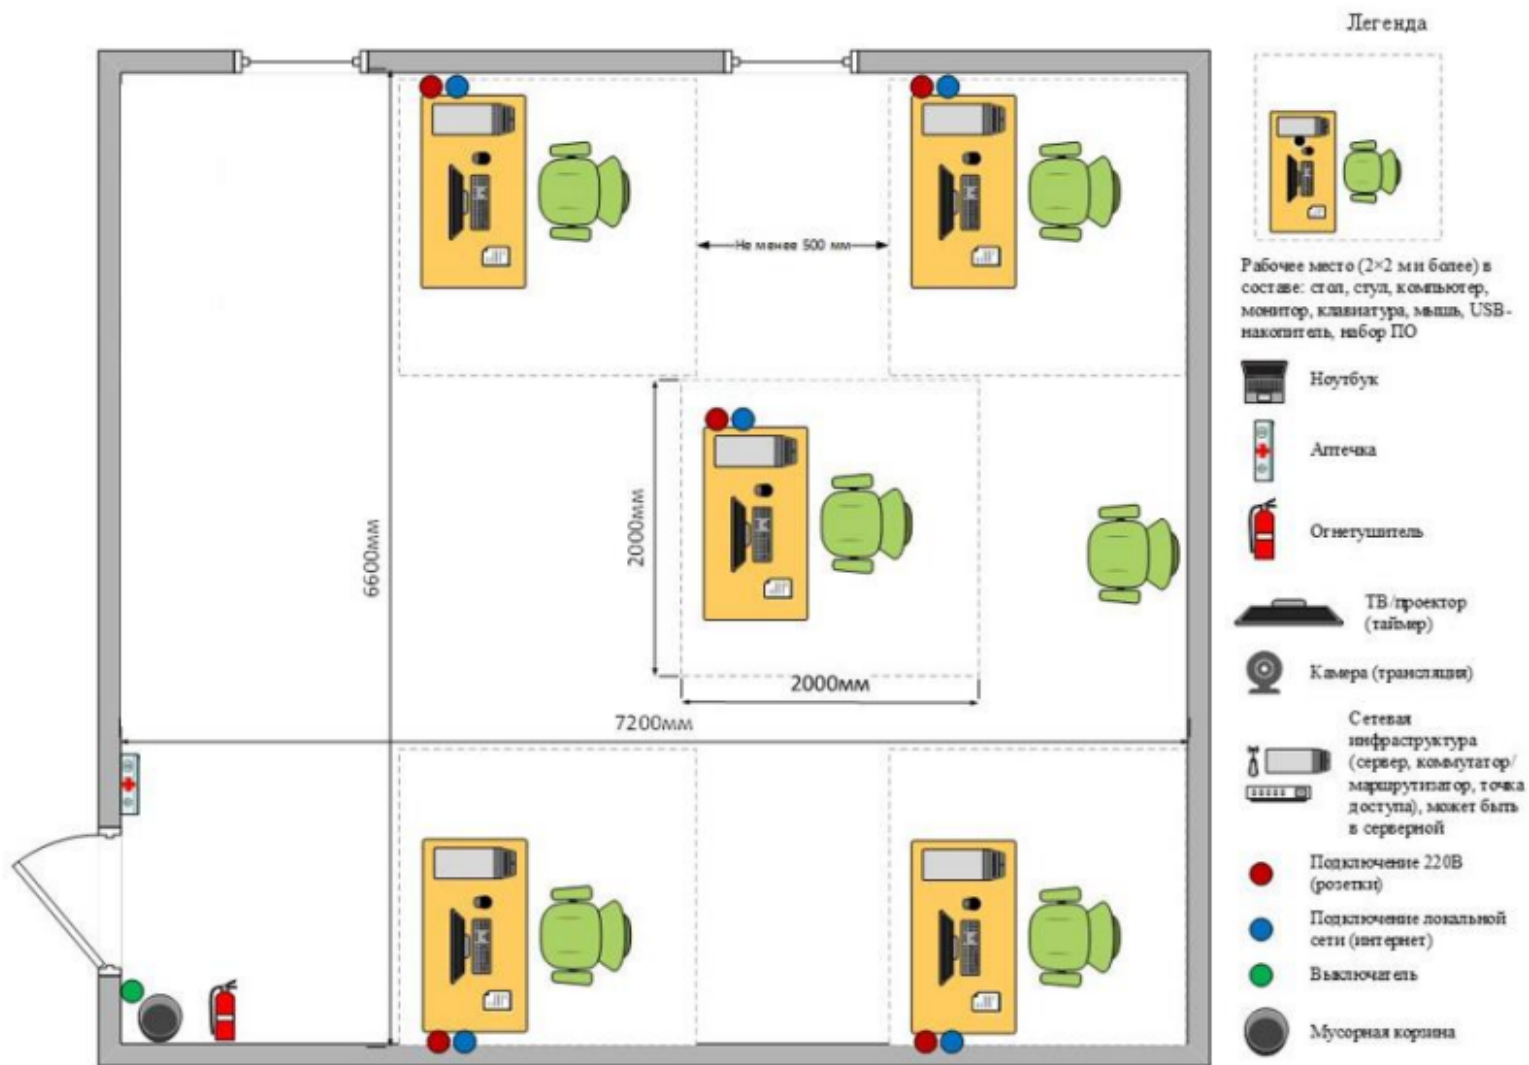 Легенда
Не менее 500 мм
Рабочее место (2×2 м и более) в
составе: стол, стул, компьютер,
монитор, клавиатура, мышь, USB-
накопитель, набор ПО
Ноутбук
Аптечка
Огнетушитель
6600мм
2000мм
ТВ/проектор
(таймер)
Камера (трансляция)
2000мм
7200мм
Сетевая
инфраструктура
(сервер, коммутатор/
маршрутизатор, точка
доступа), может быть
в серверной
Подключение 220В
(розетки)
Подключение локальной
сети (интернет)
Выключатель
Мусорная корзина